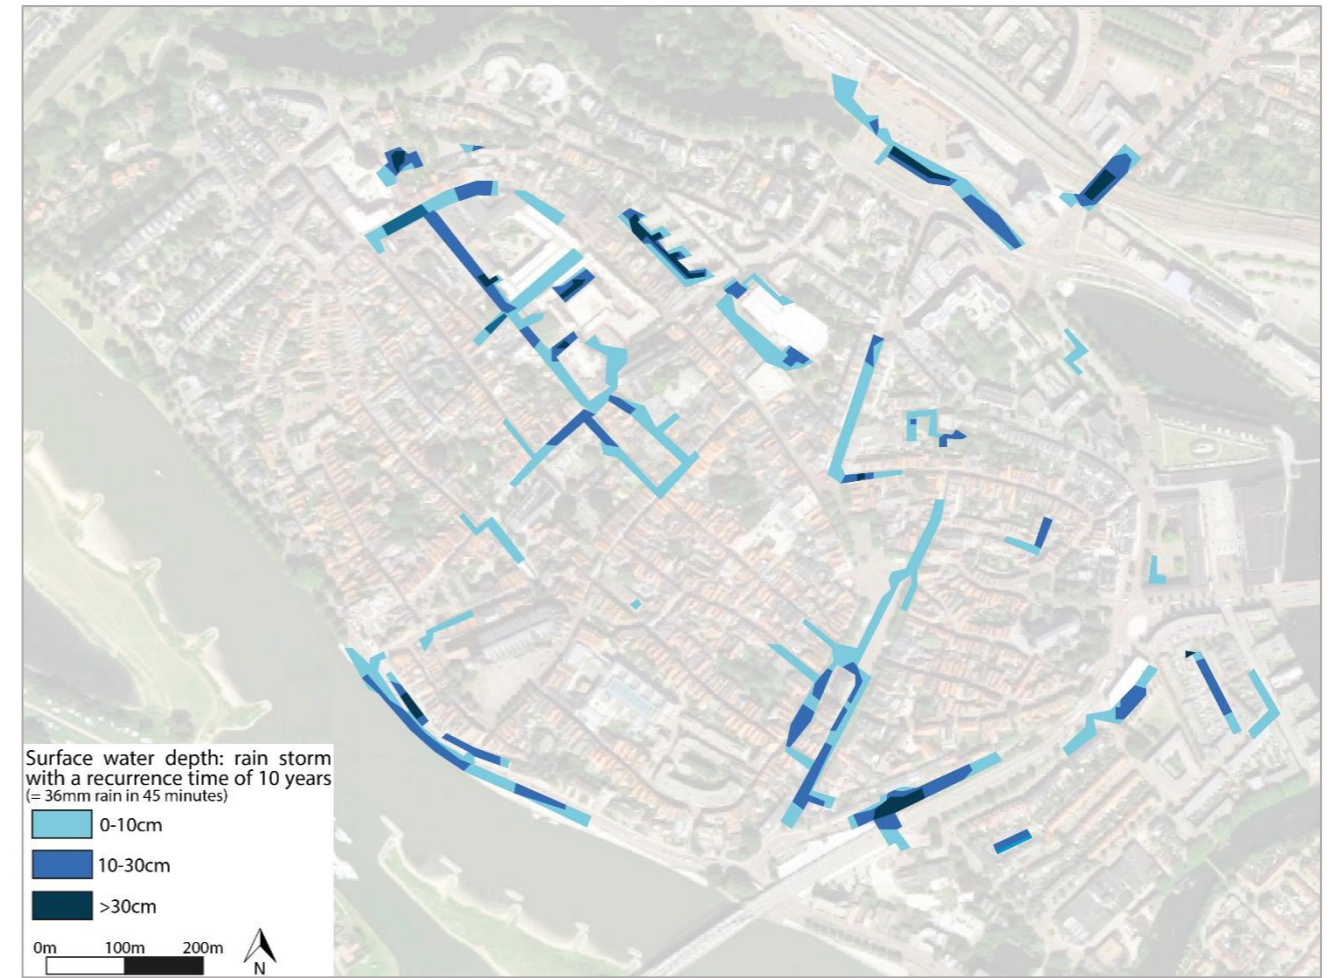 Surface water depth: rain storm
with a recurrence time of 10 years
(= 36mm rain in 45 minutes)
0-10cm
10-30cm
>30cm
0m 100m 200m
N